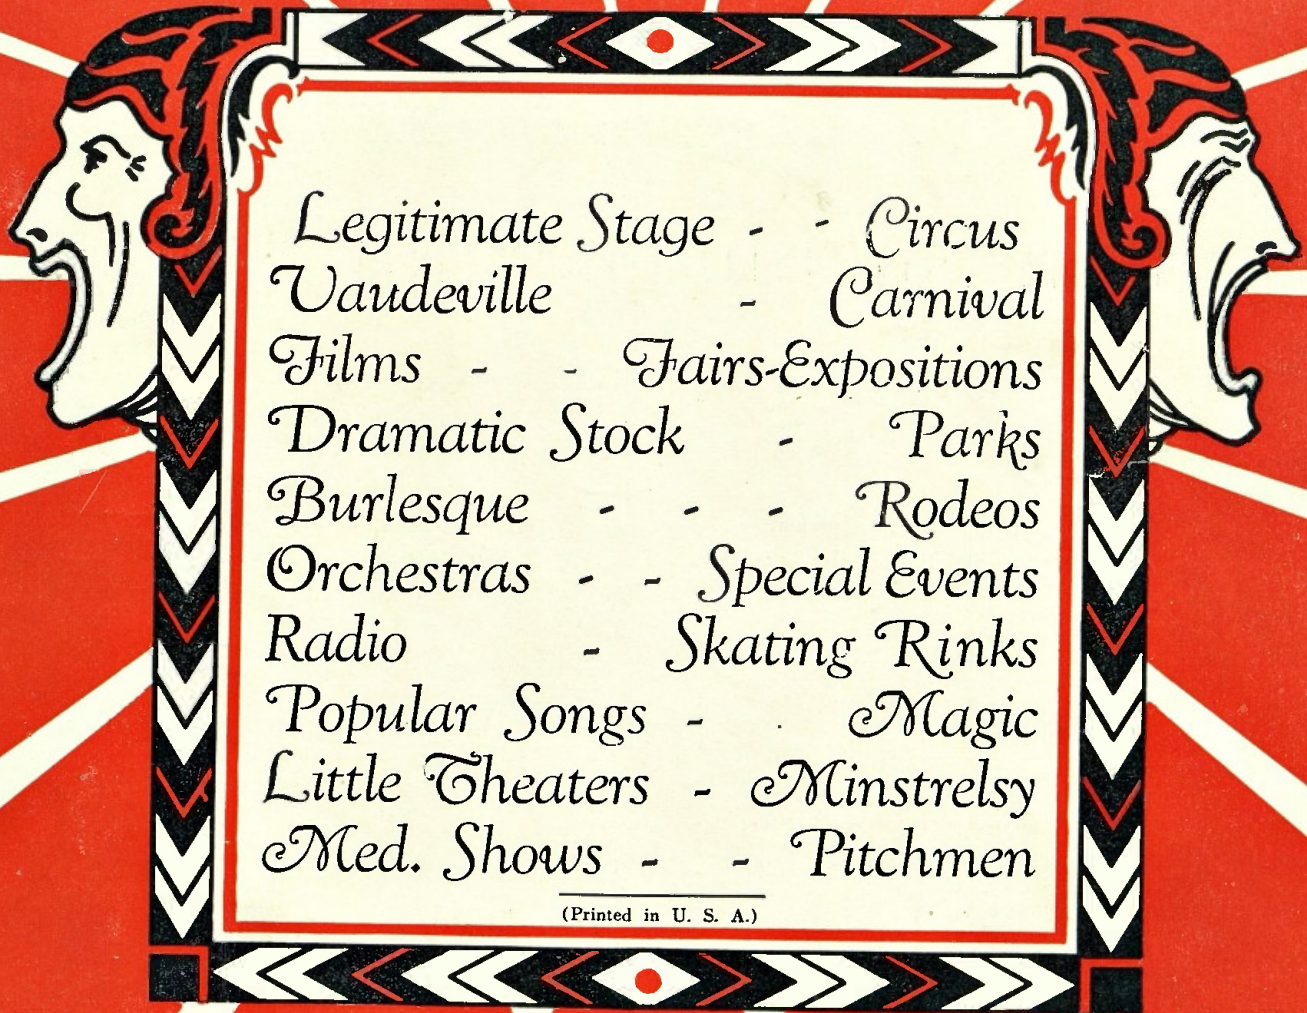 Legitimate Stage - - Circus
Vaudeville - Carnival
Films - - Fairs-Expositions
Dramatic Stock - Parks
Burlesque - - - Rodeos
Orchestras - - Special Events
Radio - Skating Rinks
Popular Songs - . Magic
Little Theaters - Minstrelsy
Med. Shows - - Pitchmen
(Printed in U. S. A.)